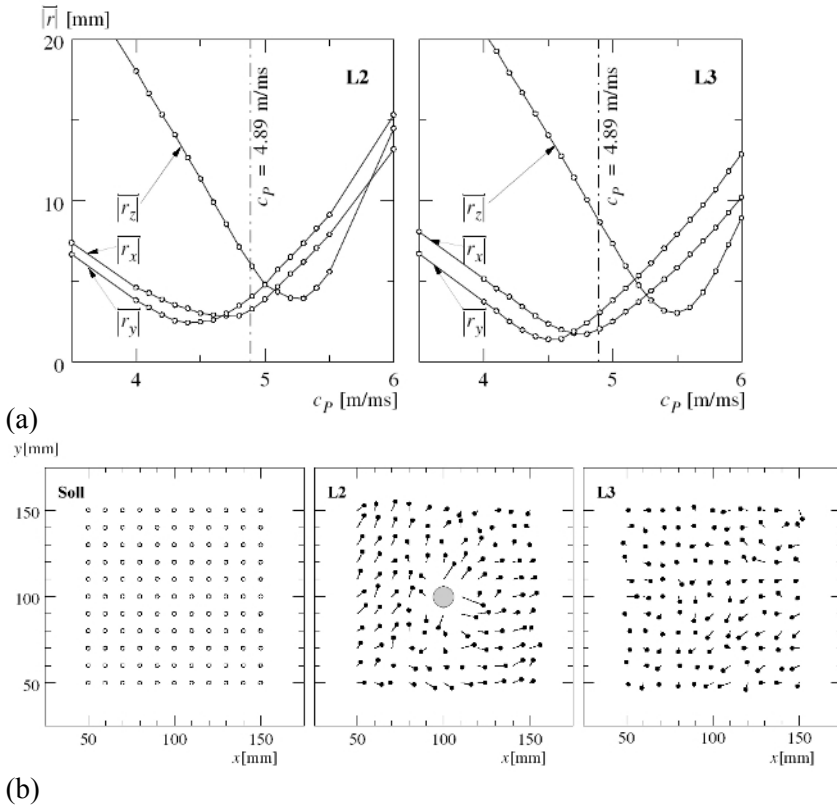 |r| [mm]
20
10
0
L2
c_P = 4.89 m/ms
|r_z|
|r_x|
|r_y|
4 5 6
c_P [m/ms]
L3
c_P = 4.89 m/ms
|r_z|
|r_x|
|r_y|
4 5 6
c_P [m/ms]
(a)
y[mm]
Soll
150
100
50
50 100 150
x[mm]
L2
50 100 150
x[mm]
L3
50 100 150
x[mm]
(b)